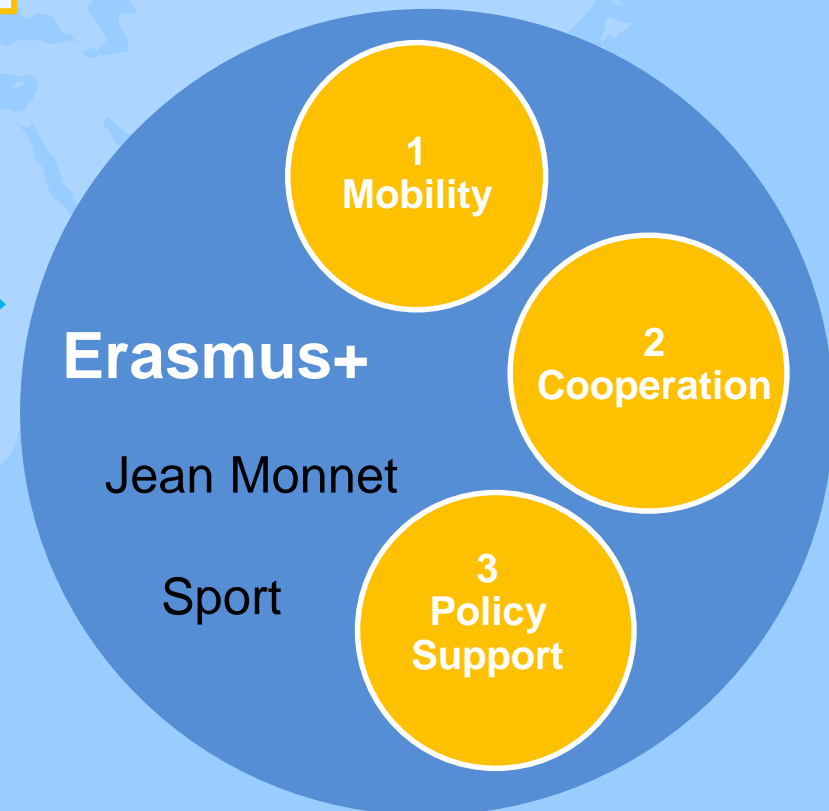 1
Mobility
2
Cooperation
Erasmus+
Jean Monnet
Sport
3
Policy
Support